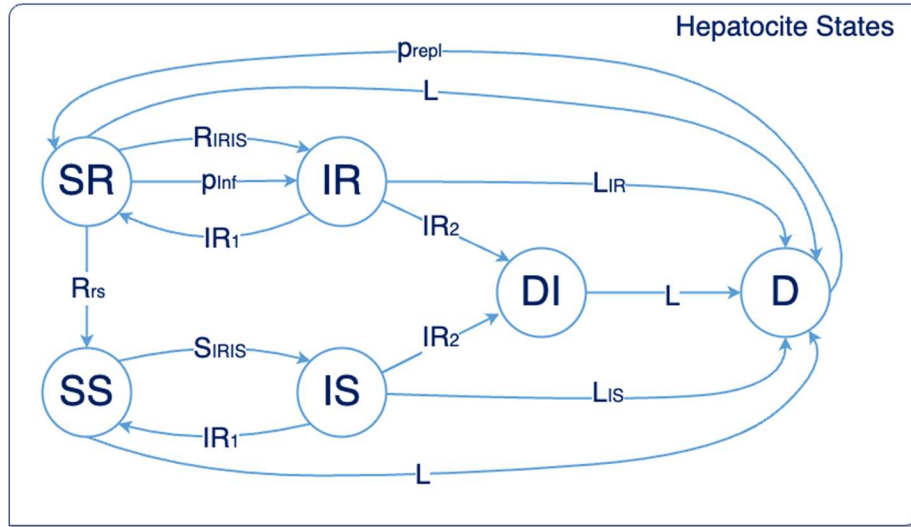 Hepatocite States
prepl
L
RIRIS
SR
pInf
IR
LIR
IR1
IR2
Rrs
DI
L
D
SIRIS
IR2
SS
IS
LIS
IR1
L